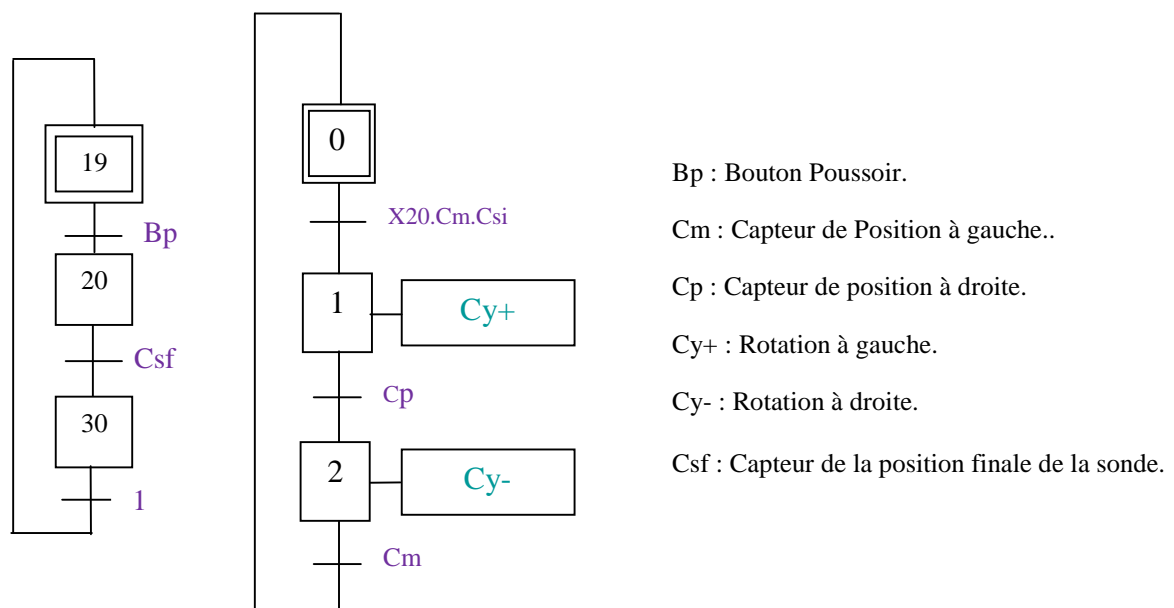 19
Bp
20
Csf
30
1
0
X20.Cm.Csi
1
Cy+
Cp
2
Cy-
Cm
Bp : Bouton Poussoir.
Cm : Capteur de Position à gauche..
Cp : Capteur de position à droite.
Cy+ : Rotation à gauche.
Cy- : Rotation à droite.
Csf : Capteur de la position finale de la sonde.